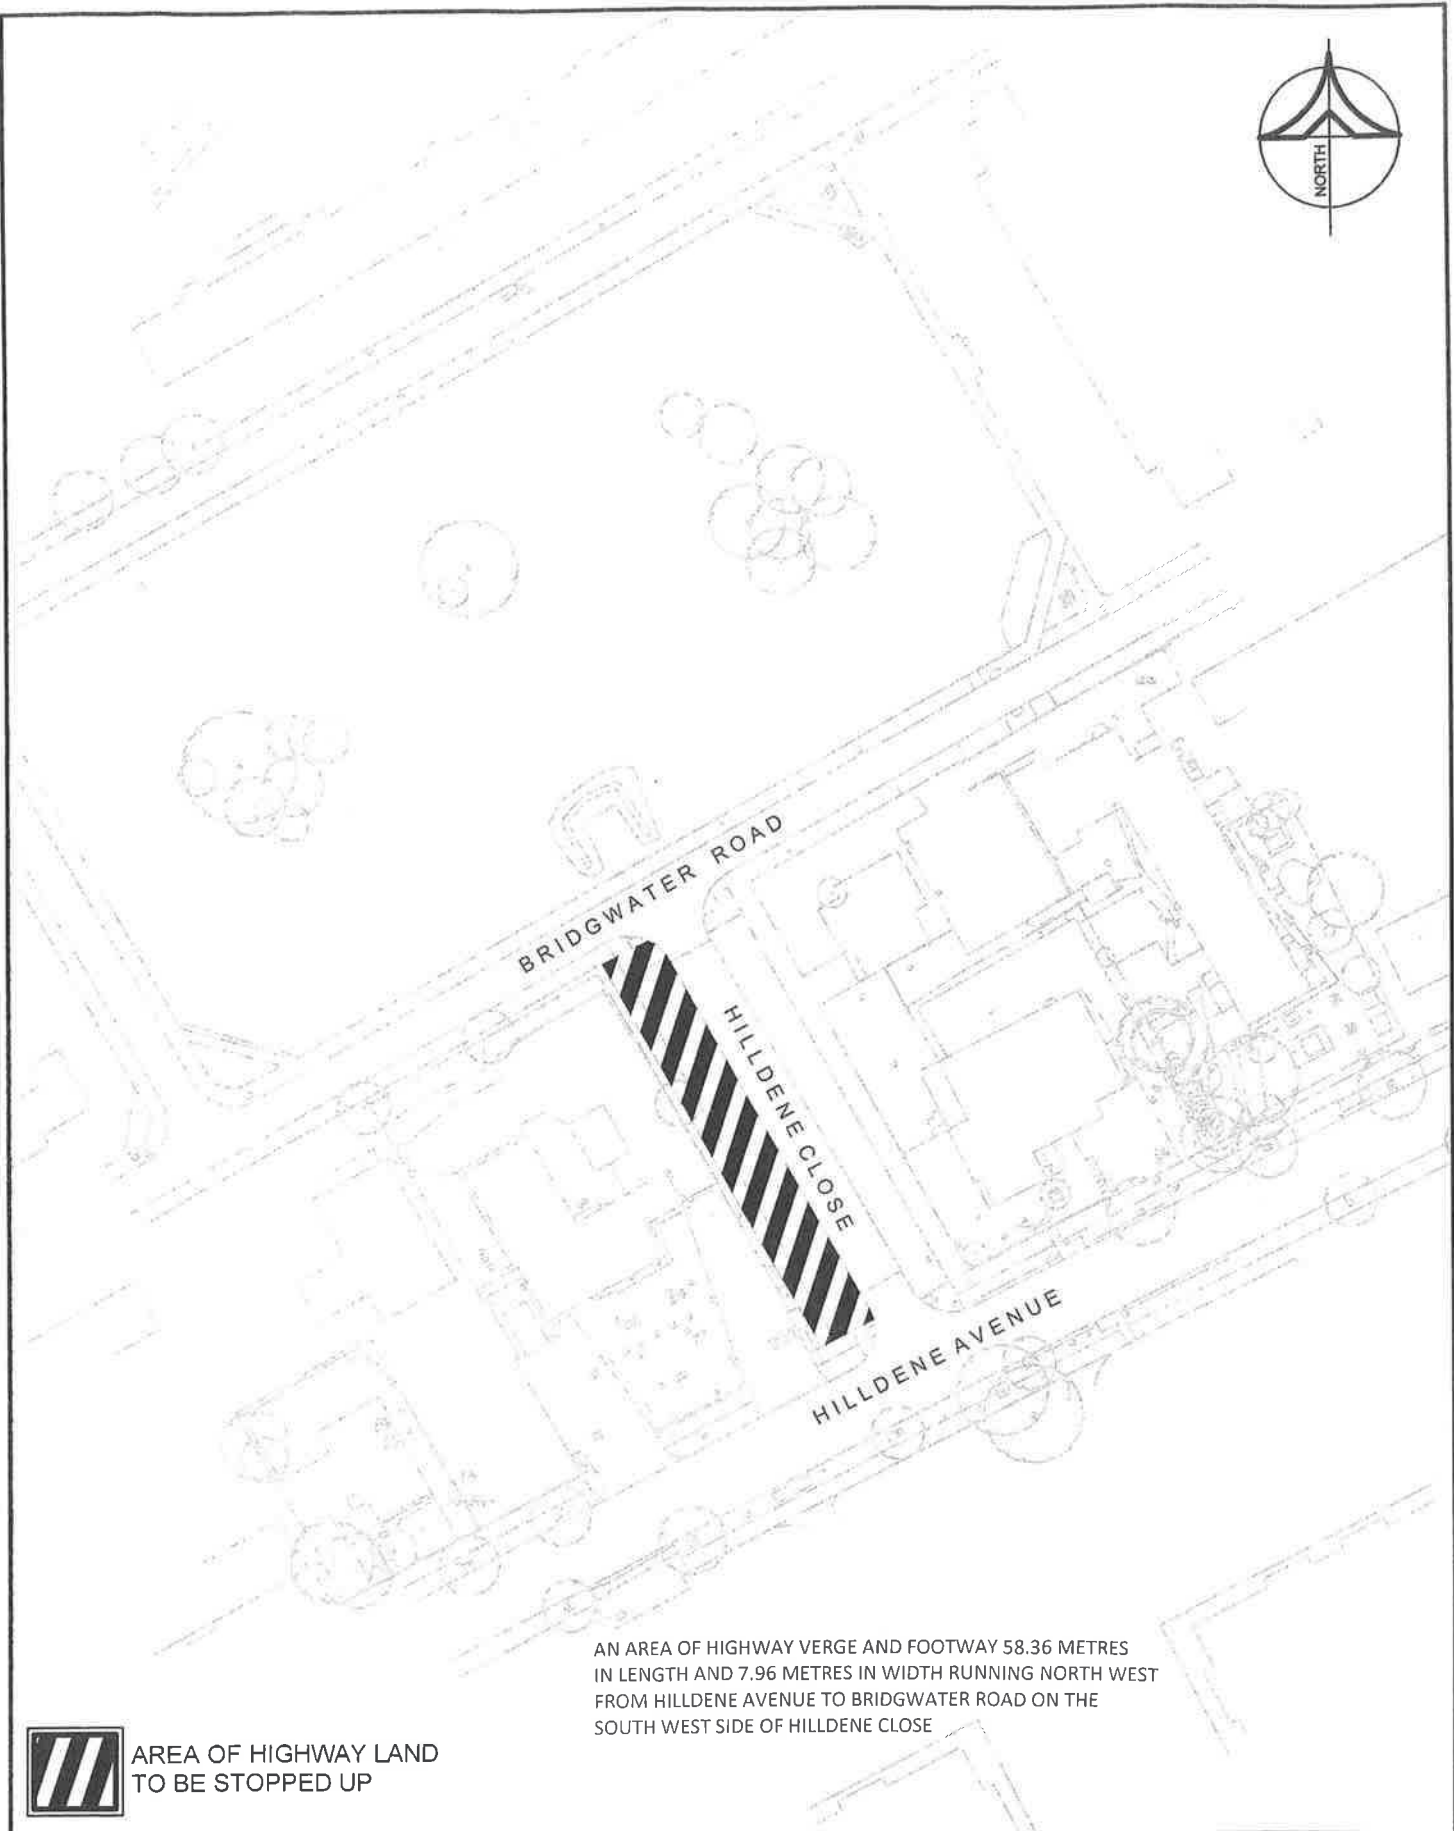 NORTH
BRIDGWATER ROAD
HILLDENE CLOSE
HILLDENE AVENUE
AN AREA OF HIGHWAY VERGE AND FOOTWAY 58.36 METRES
IN LENGTH AND 7.96 METRES IN WIDTH RUNNING NORTH WEST
FROM HILLDENE AVENUE TO BRIDGWATER ROAD ON THE
SOUTH WEST SIDE OF HILLDENE CLOSE
AREA OF HIGHWAY LAND
TO BE STOPPED UP